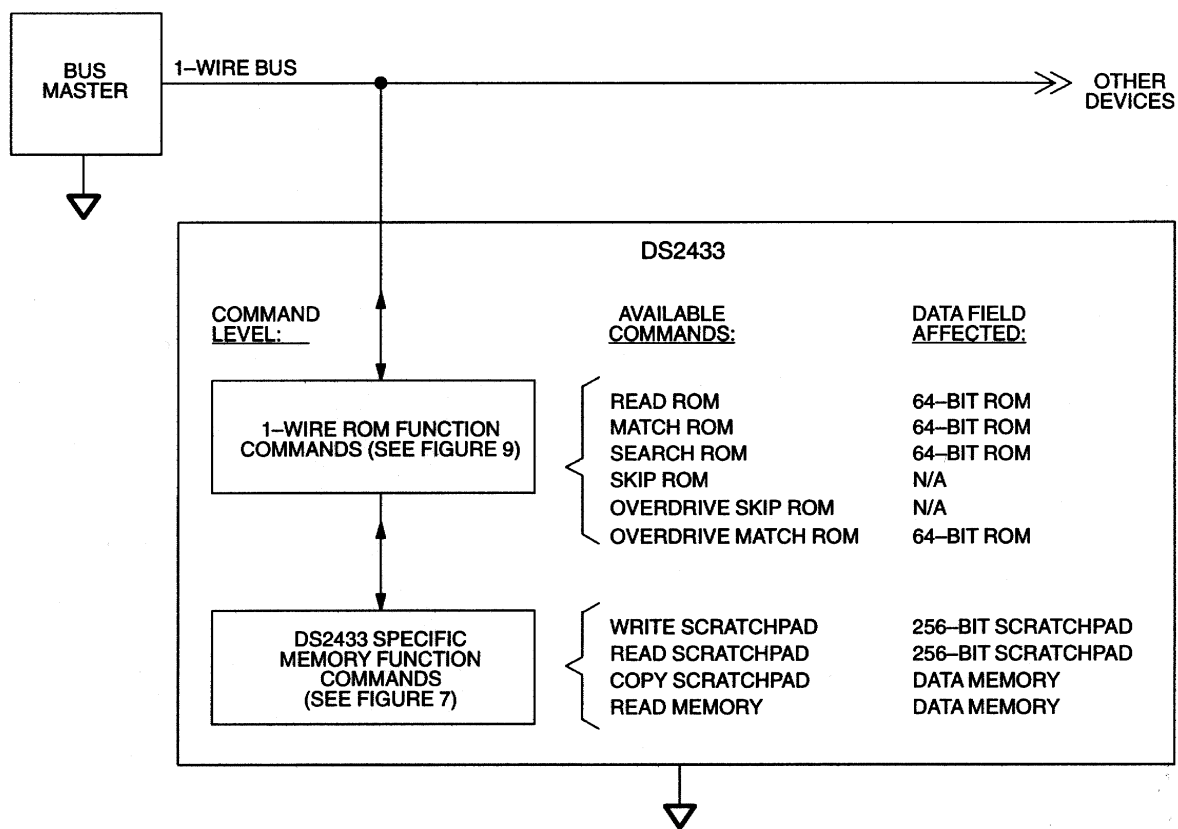 BUS
MASTER
1–WIRE BUS
OTHER
DEVICES
DS2433
COMMAND
LEVEL:
AVAILABLE
COMMANDS:
DATA FIELD
AFFECTED:
1–WIRE ROM FUNCTION
COMMANDS (SEE FIGURE 9)
READ ROM 64–BIT ROM
MATCH ROM 64–BIT ROM
SEARCH ROM 64–BIT ROM
SKIP ROM N/A
OVERDRIVE SKIP ROM N/A
OVERDRIVE MATCH ROM 64–BIT ROM
DS2433 SPECIFIC
MEMORY FUNCTION
COMMANDS
(SEE FIGURE 7)
WRITE SCRATCHPAD 256–BIT SCRATCHPAD
READ SCRATCHPAD 256–BIT SCRATCHPAD
COPY SCRATCHPAD DATA MEMORY
READ MEMORY DATA MEMORY